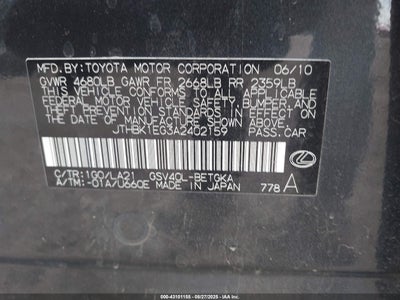 MFD.BY:TOYOTA MOTOR CORPORATION 06/10
GVWR 4680LB GAWR FR 2668LB RR 2359LB
THIS VEHICLE CONFORMS TO ALL APPLICABLE
FEDERAL MOTOR VEHICLE SAFETY, BUMPER, AND
THEFT PREVENTION STANDARDS IN EFFECT ON
THE DATE OF MANUFACTURE SHOWN ABOVE.
JTHBK1EG3A2402159 PASS.CAR
C/TR:1G0/LA21 GSV40L-BETGKA
A/TM:-01A/U660E MADE IN JAPAN 778 A
000-43101155 (08/27/2025 - IAA Inc.